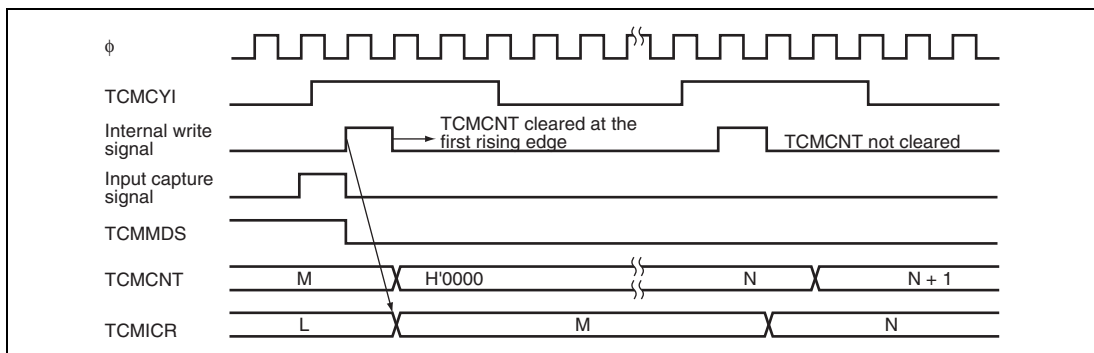 φ
TCMCYI
Internal write
signal
TCMCNT cleared at the
first rising edge
TCMCNT not cleared
Input capture
signal
TCMMDS
TCMCNT
M
H'0000
N
N + 1
TCMICR
L
M
N